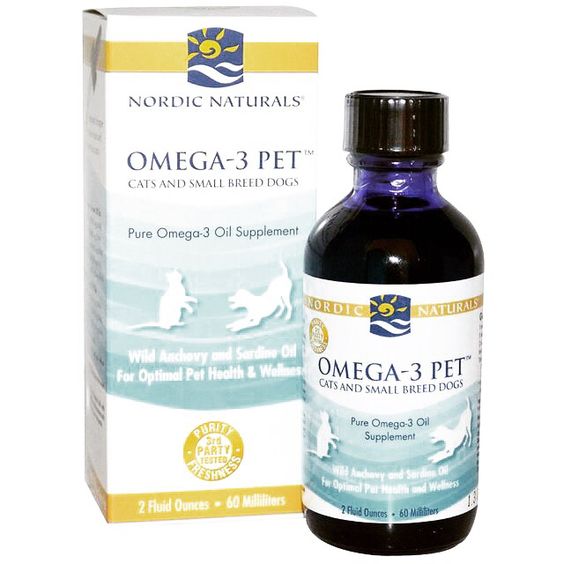 NORDIC NATURALS®
OMEGA-3 PET™
CATS AND SMALL BREED DOGS
Pure Omega-3 Oil Supplement
Wild Anchovy and Sardine Oil
For Optimal Pet Health & Wellness
PURITY
3rd
PARTY
TESTED
FRESHNESS
2 Fluid Ounces • 60 Milliliters
NORDIC NATURALS®
OMEGA-3 PET™
CATS AND SMALL BREED DOGS
Pure Omega-3 Oil
Supplement
Wild Anchovy and Sardine Oil
For Optimal Pet Health and Wellness
2 Fluid Ounces • 60 Milliliters